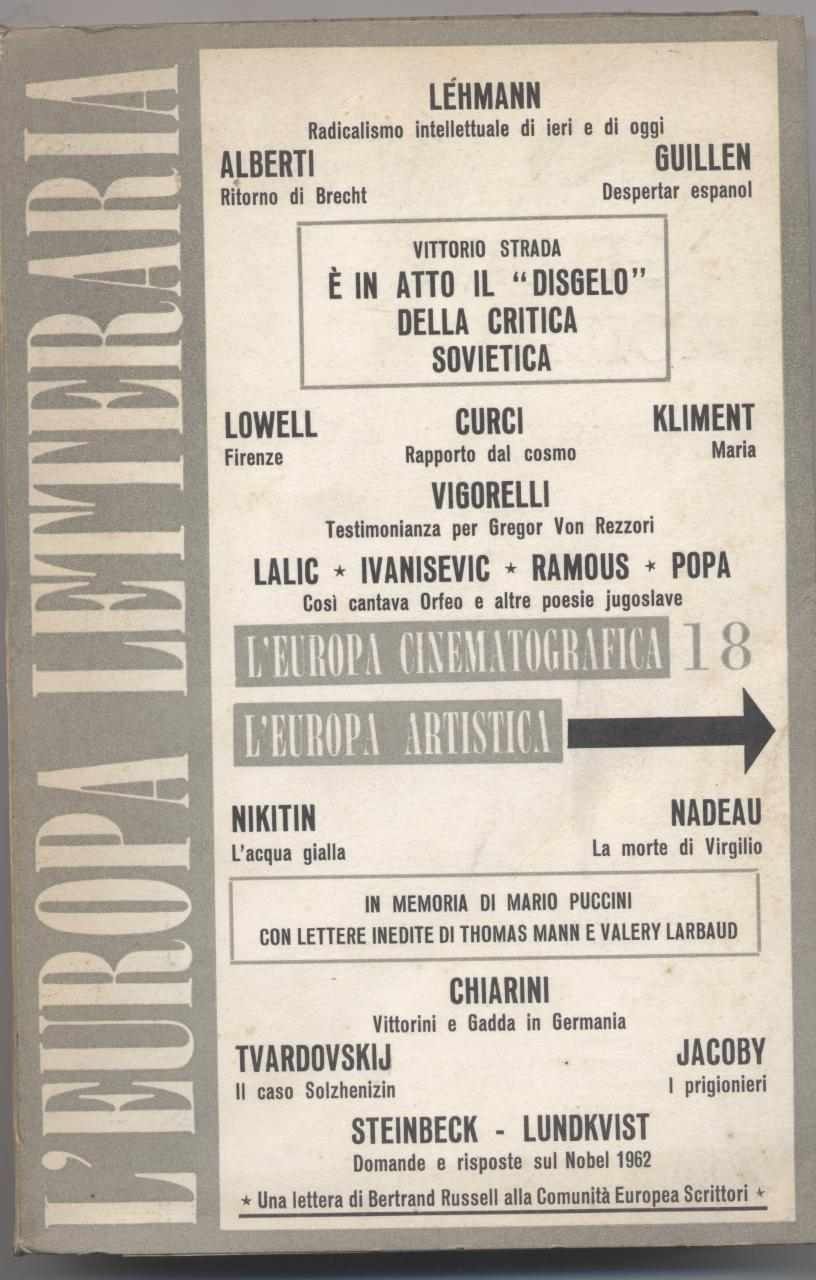 L'EUROPA LETTERARIA
LEHMANN
Radicalismo intellettuale di ieri e di oggi
ALBERTI
Ritorno di Brecht
GUILLEN
Despertar espanol
VITTORIO STRADA
È IN ATTO IL “DISGELO”
DELLA CRITICA
SOVIETICA
LOWELL
Firenze
CURCI
Rapporto dal cosmo
KLIMENT
Maria
VIGORELLI
Testimonianza per Gregor Von Rezzori
LALIC ★ IVANISEVIC ★ RAMOUS ★ POPA
Così cantava Orfeo e altre poesie jugoslave
L'EUROPA CINEMATOGRAFICA 18
L'EUROPA ARTISTICA
NIKITIN
L'acqua gialla
NADEAU
La morte di Virgilio
IN MEMORIA DI MARIO PUCCINI
CON LETTERE INEDITE DI THOMAS MANN E VALERY LARBAUD
CHIARINI
Vittorini e Gadda in Germania
TVARDOVSKIJ
Il caso Solzhenizin
JACOBY
I prigionieri
STEINBECK - LUNDKVIST
Domande e risposte sul Nobel 1962
★ Una lettera di Bertrand Russell alla Comunità Europea Scrittori ★